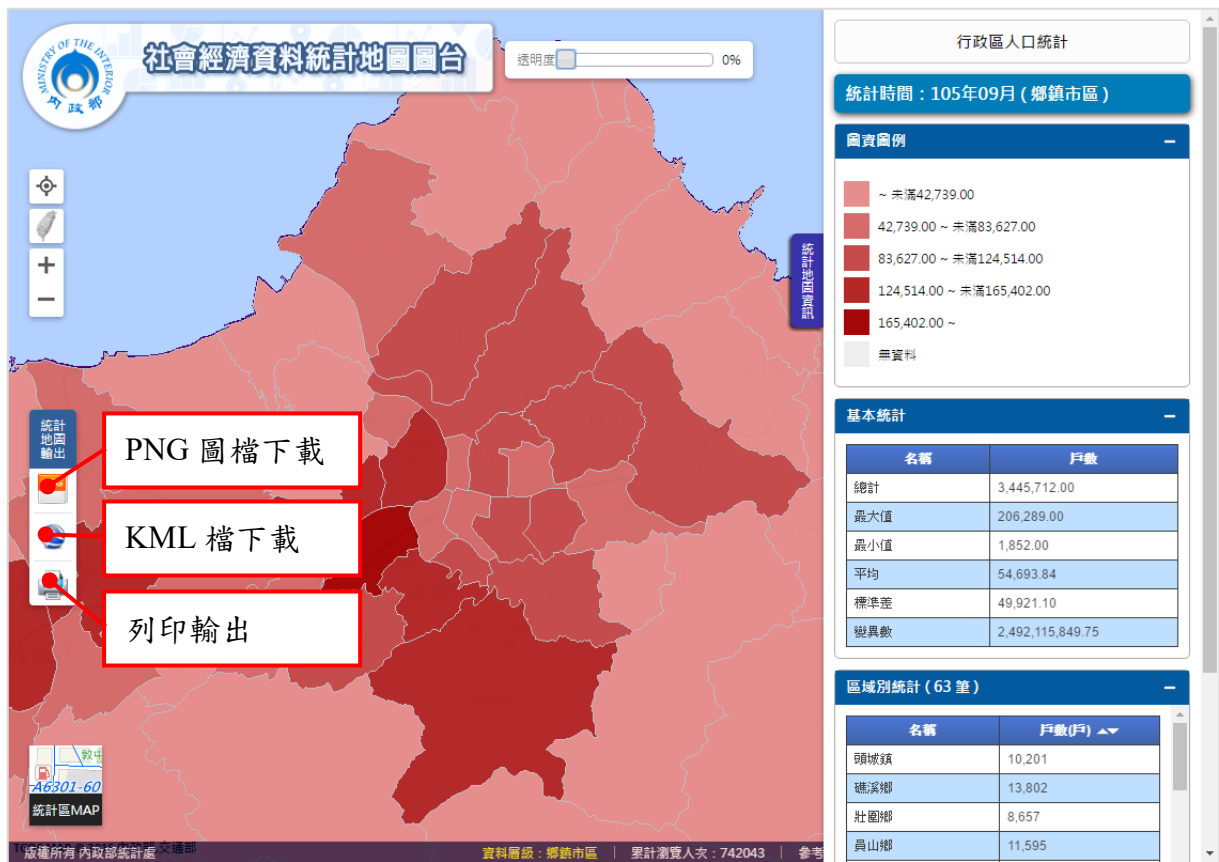 MINISTRY OF THE INTERIOR
內政部
社會經濟資料統計地圖圖台
透明度
0%
統計
地圖
輸出
PNG 圖檔下載
KML 檔下載
列印輸出
統計地圖資訊
敦中
A6301-60
統計區MAP
版權所有 內政部統計處
交通部
資料層級：鄉鎮市區 | 累計瀏覽人次：742043 | 參考
行政區人口統計
統計時間：105年09月 ( 鄉鎮市區 )
圖資圖例
~ 未滿42,739.00
42,739.00 ~ 未滿83,627.00
83,627.00 ~ 未滿124,514.00
124,514.00 ~ 未滿165,402.00
165,402.00 ~
無資料
基本統計
名稱 戶數
總計 3,445,712.00
最大值 206,289.00
最小值 1,852.00
平均 54,693.84
標準差 49,921.10
變異數 2,492,115,849.75
區域別統計 ( 63 筆 )
名稱 戶數(戶)
頭城鎮 10,201
礁溪鄉 13,802
壯圍鄉 8,657
員山鄉 11,595